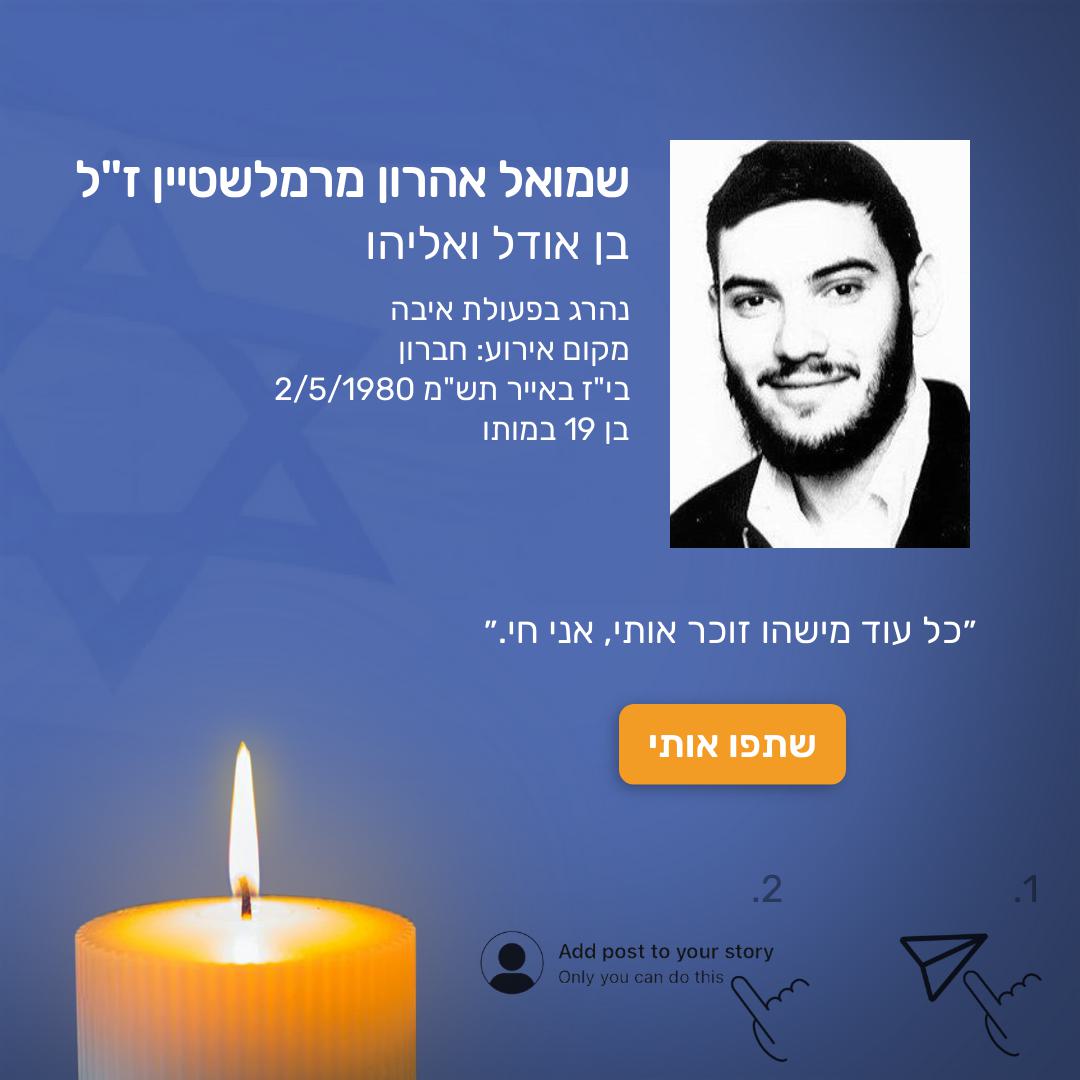 שמואל אהרון מרמלשטיין ז"ל
בן אודל ואליהו
נהרג בפעולת איבה
מקום אירוע: חברון
בי"ז באייר תש"מ 2/5/1980
בן 19 במותו
״כל עוד מישהו זוכר אותי, אני חי.״
שתפו אותי
.1
.2
Add post to your story
Only you can do this